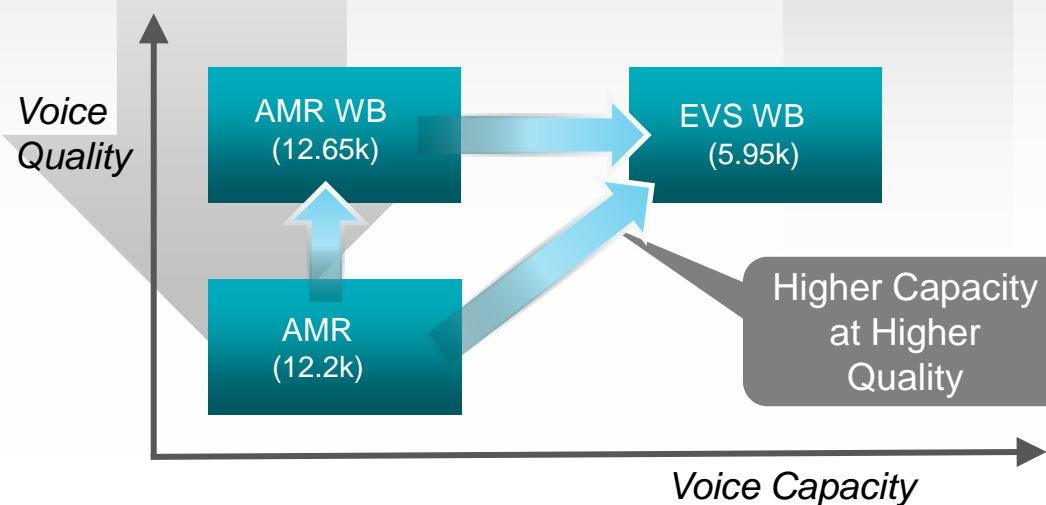 Voice
Quality
AMR WB
(12.65k)
EVS WB
(5.95k)
AMR
(12.2k)
Higher Capacity
at Higher
Quality
Voice Capacity